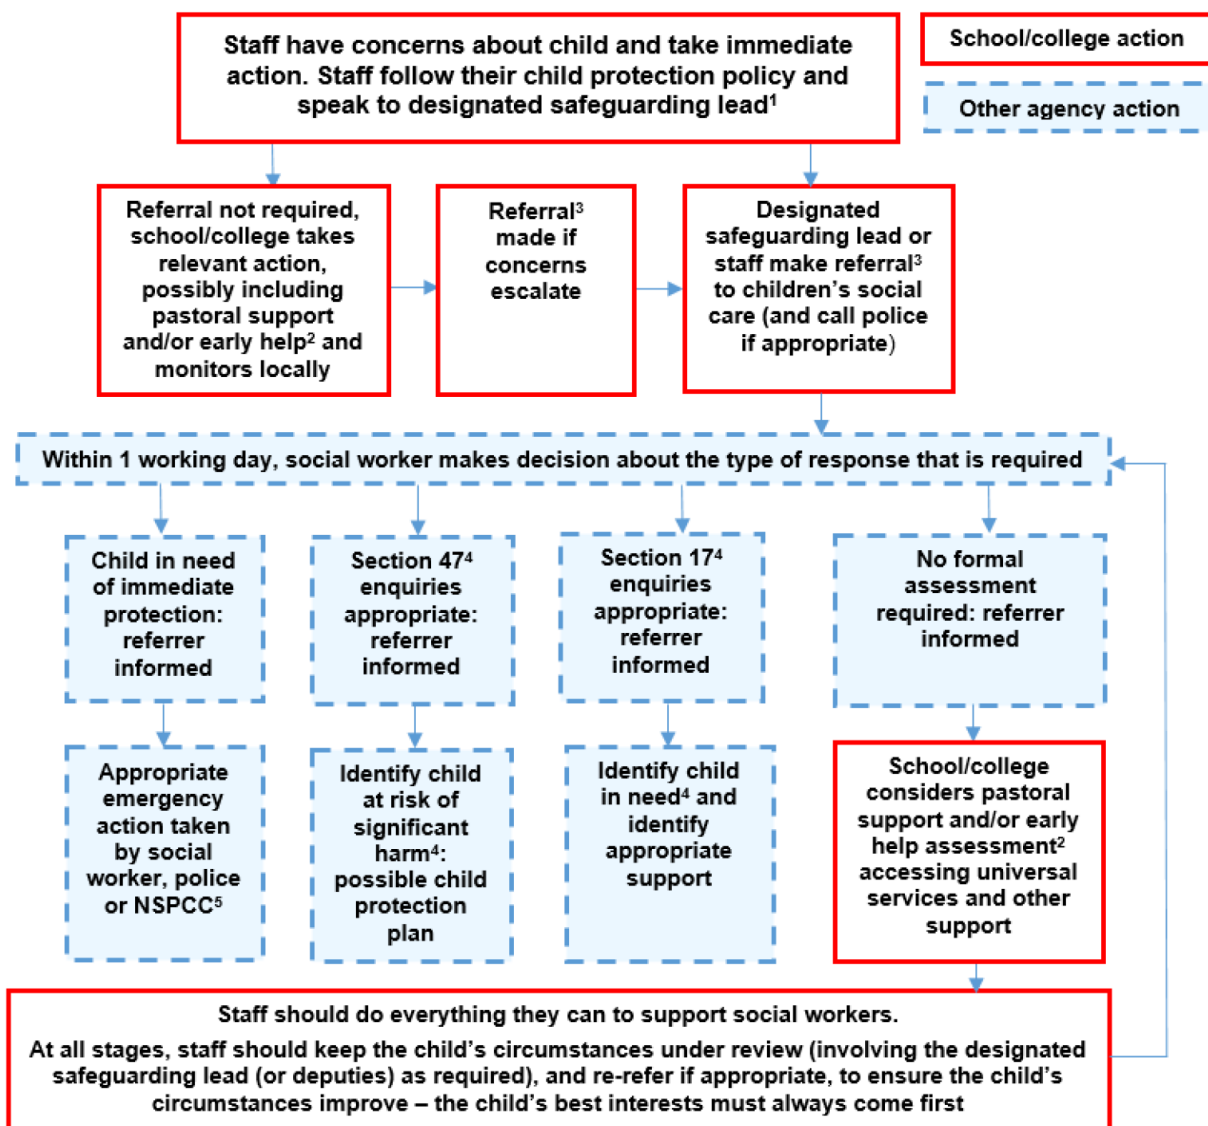 Staff have concerns about child and take immediate
action. Staff follow their child protection policy and
speak to designated safeguarding lead¹
School/college action
Other agency action
Referral not required,
school/college takes
relevant action,
possibly including
pastoral support
and/or early help² and
monitors locally
Referral³
made if
concerns
escalate
Designated
safeguarding lead or
staff make referral³
to children’s social
care (and call police
if appropriate)
Within 1 working day, social worker makes decision about the type of response that is required
Child in need
of immediate
protection:
referrer
informed
Section 47⁴
enquiries
appropriate:
referrer
informed
Section 17⁴
enquiries
appropriate:
referrer
informed
No formal
assessment
required: referrer
informed
Appropriate
emergency
action taken
by social
worker, police
or NSPCC⁵
Identify child
at risk of
significant
harm⁴:
possible child
protection
plan
Identify child
in need⁴ and
identify
appropriate
support
School/college
considers pastoral
support and/or early
help assessment²
accessing universal
services and other
support
Staff should do everything they can to support social workers.
At all stages, staff should keep the child’s circumstances under review (involving the designated
safeguarding lead (or deputies) as required), and re-refer if appropriate, to ensure the child’s
circumstances improve – the child’s best interests must always come first